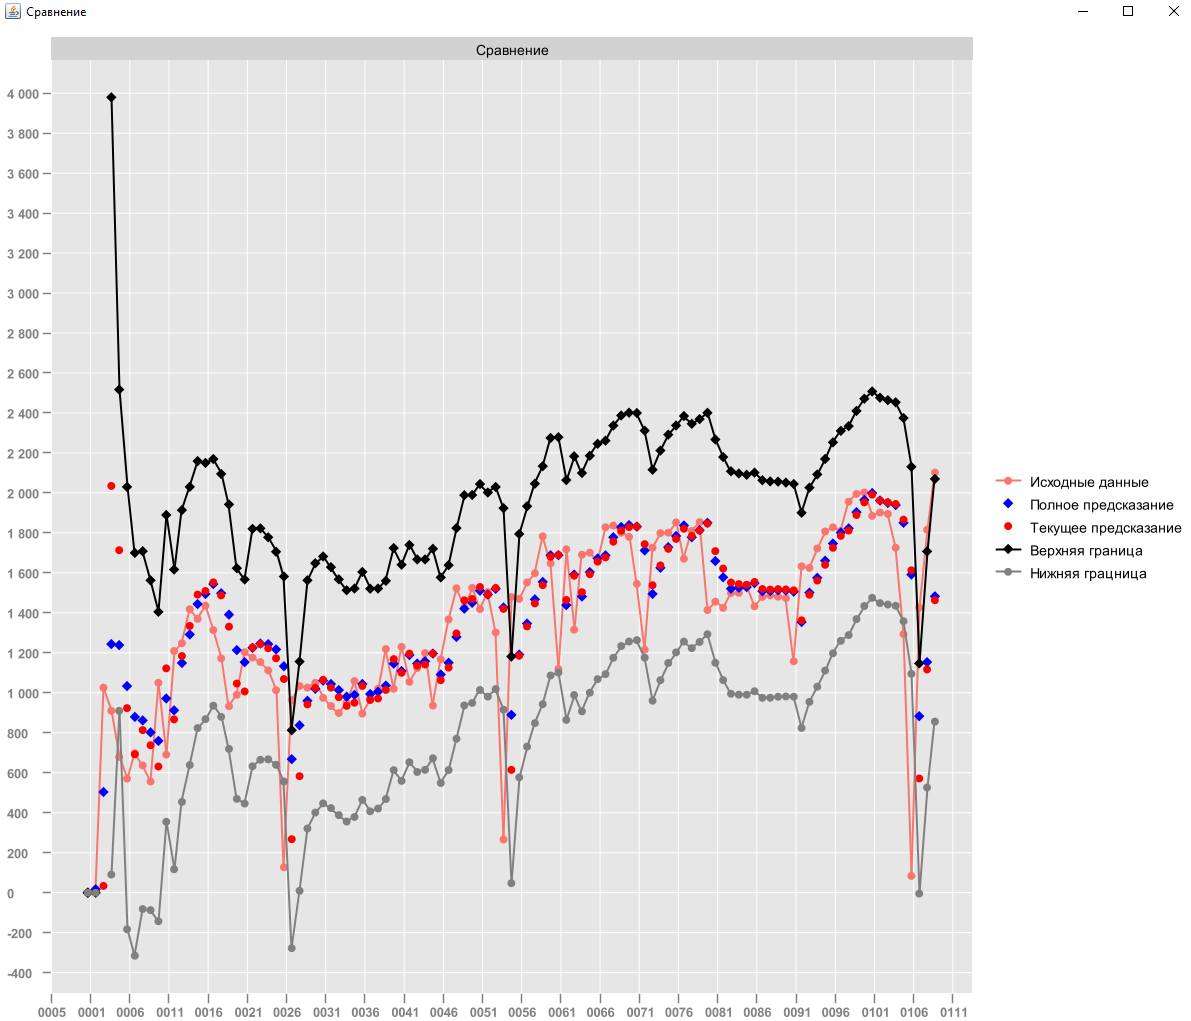 Сравнение
Сравнение
4 000
3 800
3 600
3 400
3 200
3 000
2 800
2 600
2 400
2 200
2 000
1 800
1 600
1 400
1 200
1 000
800
600
400
200
0
-200
-400
0005 0001 0006 0011 0016 0021 0026 0031 0036 0041 0046 0051 0056 0061 0066 0071 0076 0081 0086 0091 0096 0101 0106 0111
Исходные данные
Полное предсказание
Текущее предсказание
Верхняя граница
Нижняя грацница